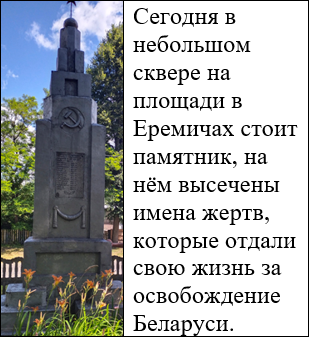 Сегодня в
небольшом
сквере на
площади в
Еремичах стоит
памятник, на
нём высечены
имена жертв,
которые отдали
свою жизнь за
освобождение
Беларуси.